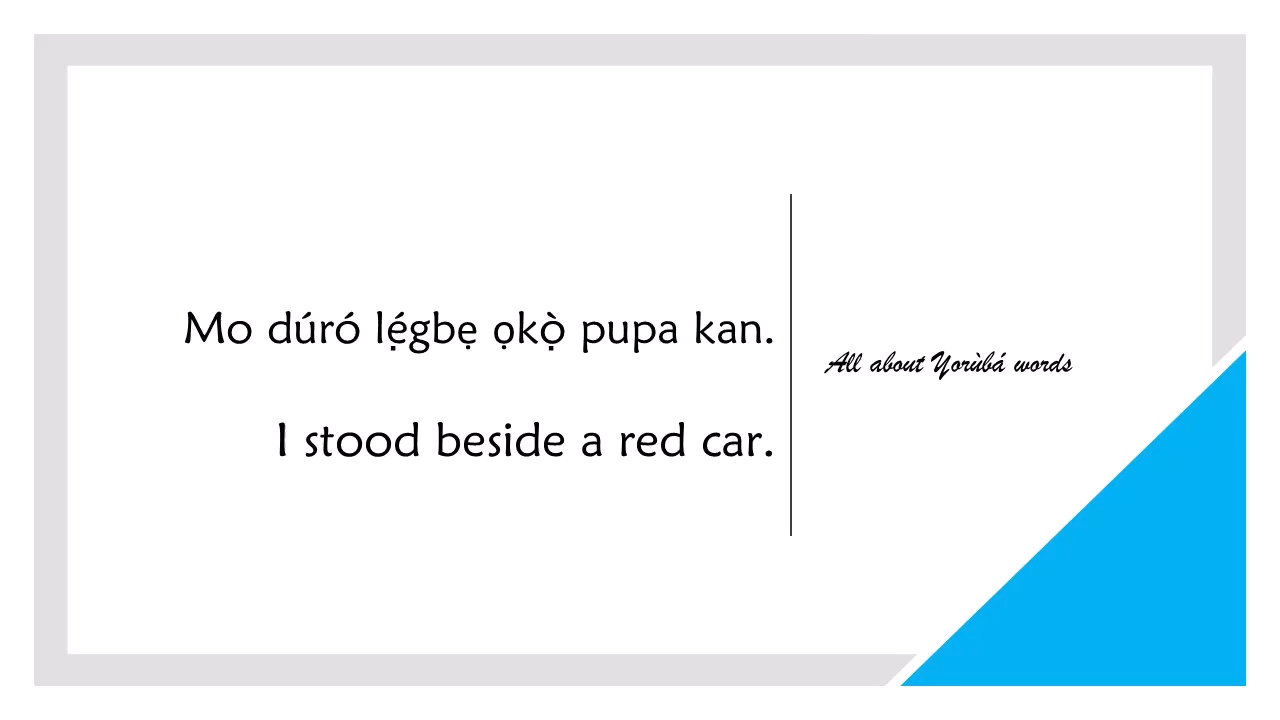 Mo dúró lẹ́gbẹ ọkọ̀ pupa kan.
I stood beside a red car.
All about Yorùbá words